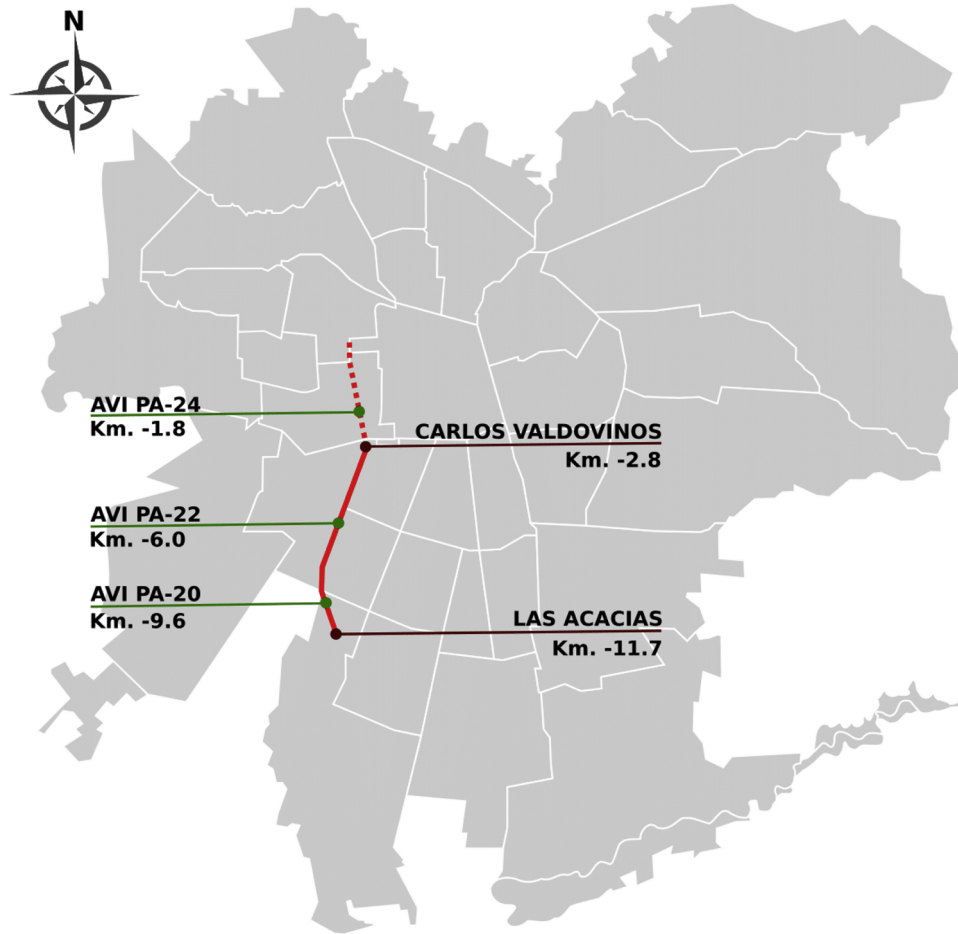 N
AVI PA-24
Km. -1.8
CARLOS VALDOVINOS
Km. -2.8
AVI PA-22
Km. -6.0
AVI PA-20
Km. -9.6
LAS ACACIAS
Km. -11.7